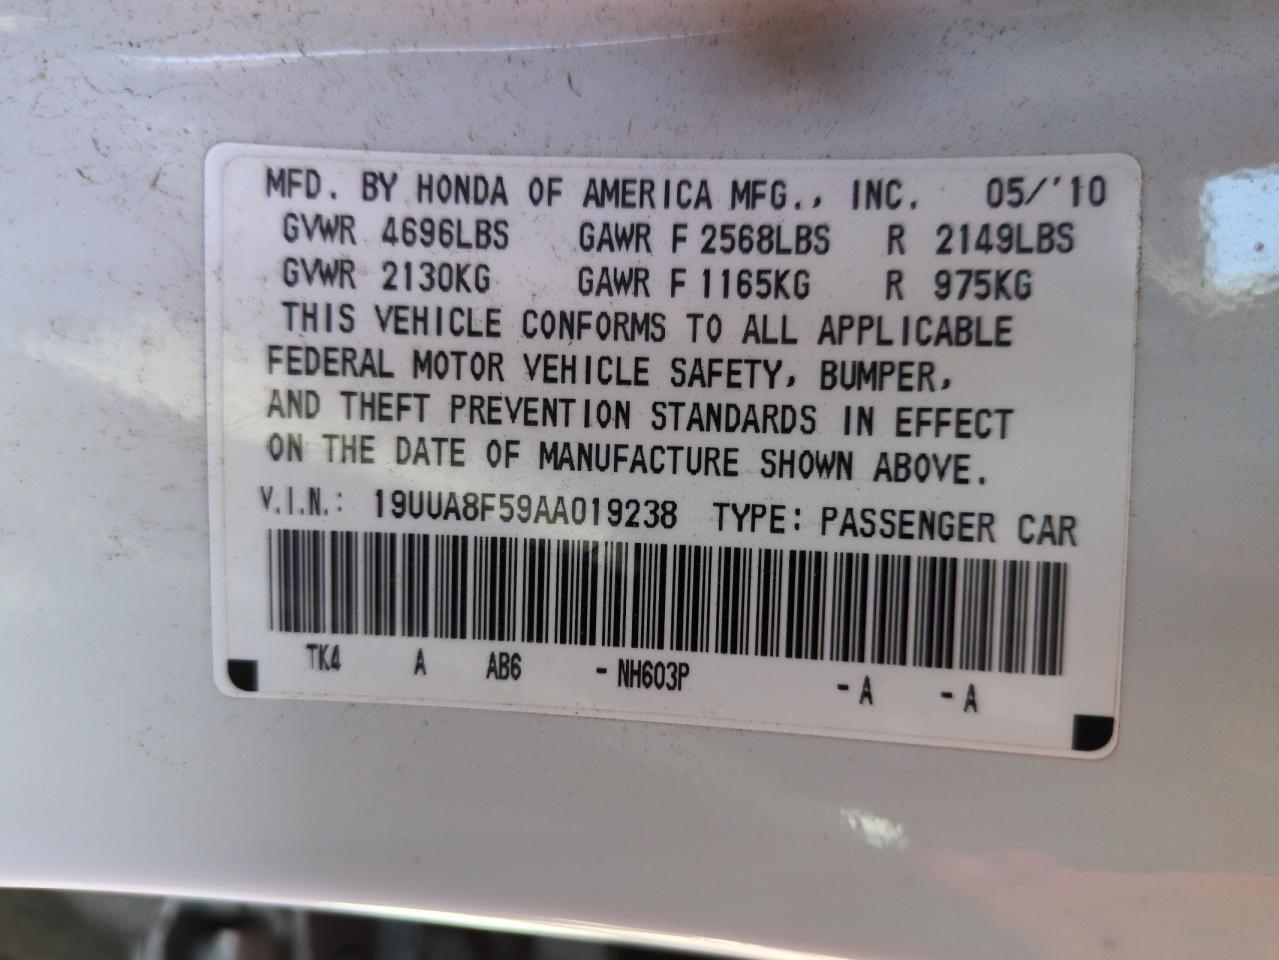 MFD. BY HONDA OF AMERICA MFG., INC. 05/'10
GVWR 4696LBS GAWR F 2568LBS R 2149LBS
GVWR 2130KG GAWR F 1165KG R 975KG
THIS VEHICLE CONFORMS TO ALL APPLICABLE
FEDERAL MOTOR VEHICLE SAFETY, BUMPER,
AND THEFT PREVENTION STANDARDS IN EFFECT
ON THE DATE OF MANUFACTURE SHOWN ABOVE.
V.I.N.: 19UUA8F59AA019238 TYPE: PASSENGER CAR
TK4 A AB6 - NH603P - A - A